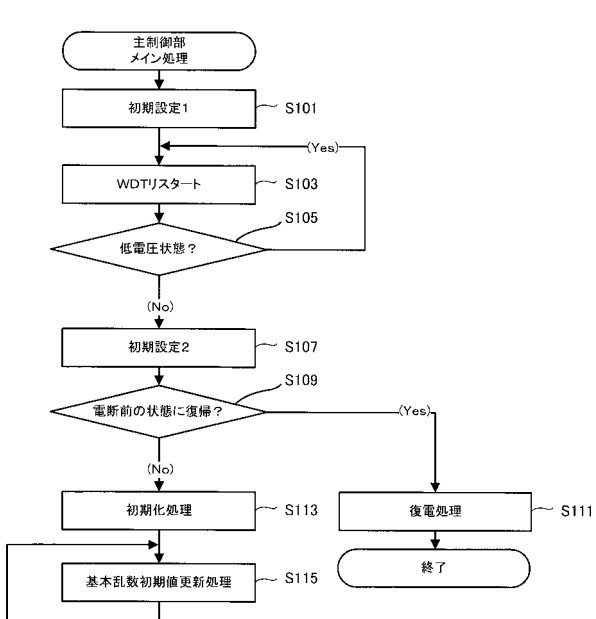 主制御部
メイン処理
初期設定1
S101
(Yes)
WDTリスタート
S103
S105
低電圧状態？
(No)
初期設定2
S107
S109
電断前の状態に復帰？
(Yes)
(No)
初期化処理
S113
復電処理
S111
終了
基本乱数初期値更新処理
S115